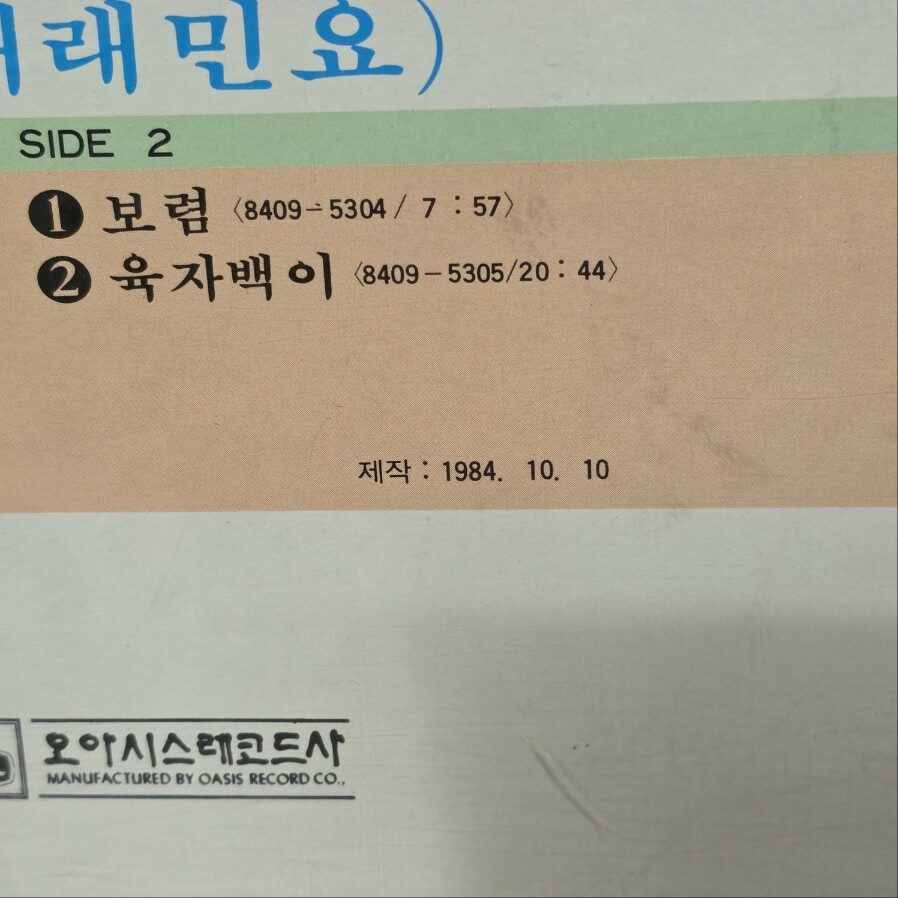 래민요)
SIDE 2
❶ 보렴〈8409-5304/ 7 : 57〉
❷ 육자백이〈8409-5305/20 : 44〉
제작 : 1984. 10. 10
오아시스레코드사
MANUFACTURED BY OASIS RECORD CO..